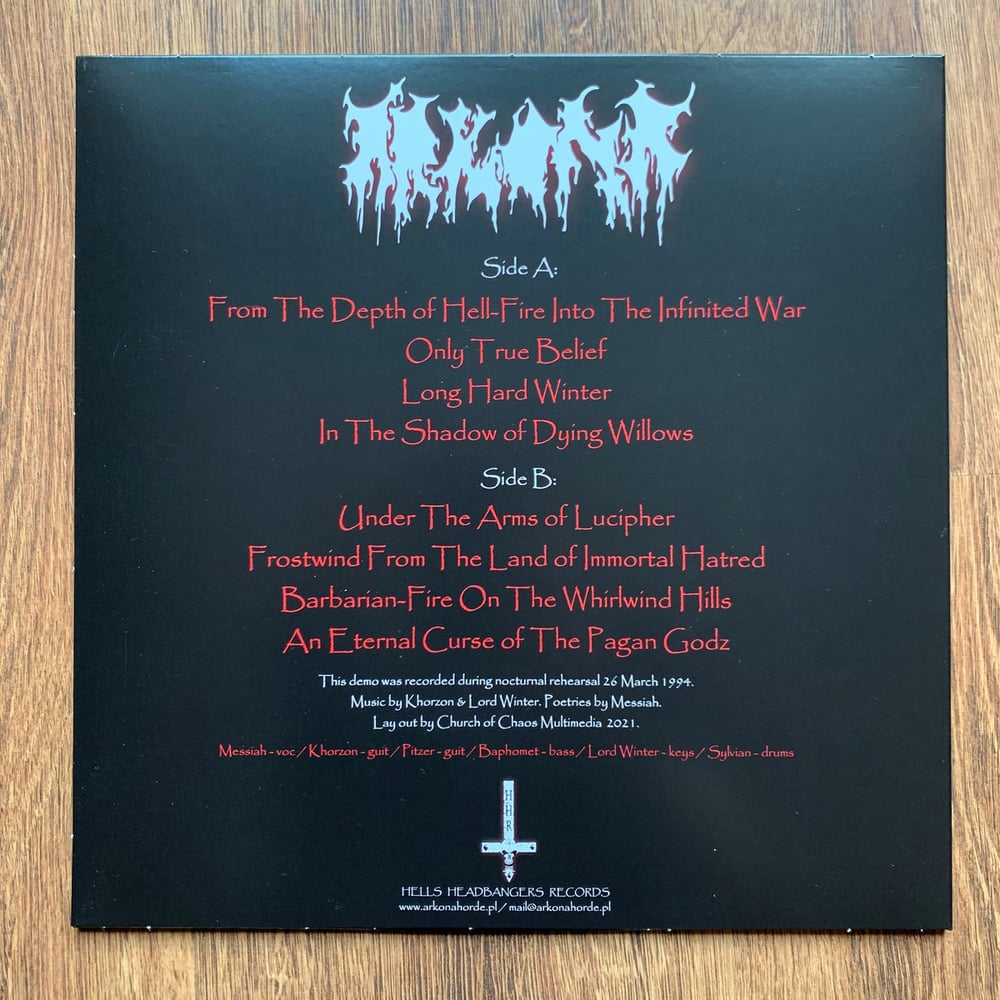 ARKONA
Side A:
From The Depth of Hell-Fire Into The Infinited War
Only True Belief
Long Hard Winter
In The Shadow of Dying Willows
Side B:
Under The Arms of Lucipher
Frostwind From The Land of Immortal Hatred
Barbarian-Fire On The Whirlwind Hills
An Eternal Curse of The Pagan Godz
This demo was recorded during nocturnal rehearsal 26 March 1994.
Music by Khorzon & Lord Winter. Poetries by Messiah.
Lay out by Church of Chaos Multimedia 2021.
Messiah - voc / Khorzon - guit / Pitzer - guit / Baphomet - bass / Lord Winter - keys / Sylvian - drums
H
H
R
HELLS HEADBANGERS RECORDS
www.arkonahorde.pl / mail@arkonahorde.pl